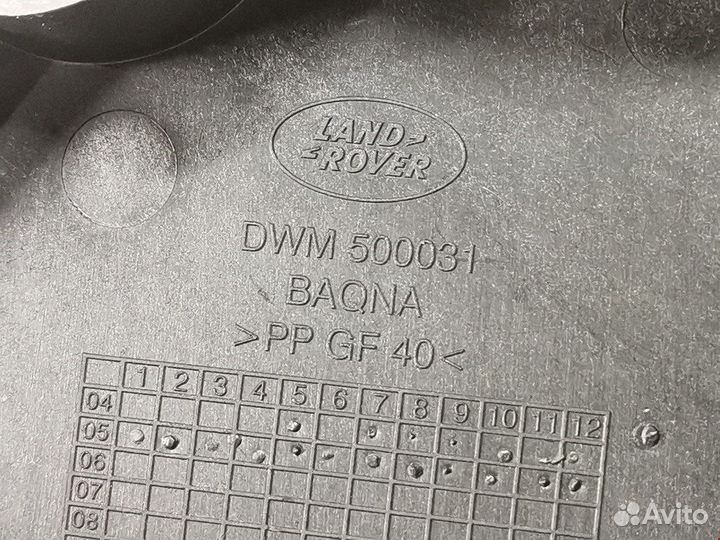 LAND
ROVER
DWM 500031
BAQNA
>PP GF 40<
1 2 3 4 5 6 7 8 9 10 11 12
04
05
06
07
08
Avito